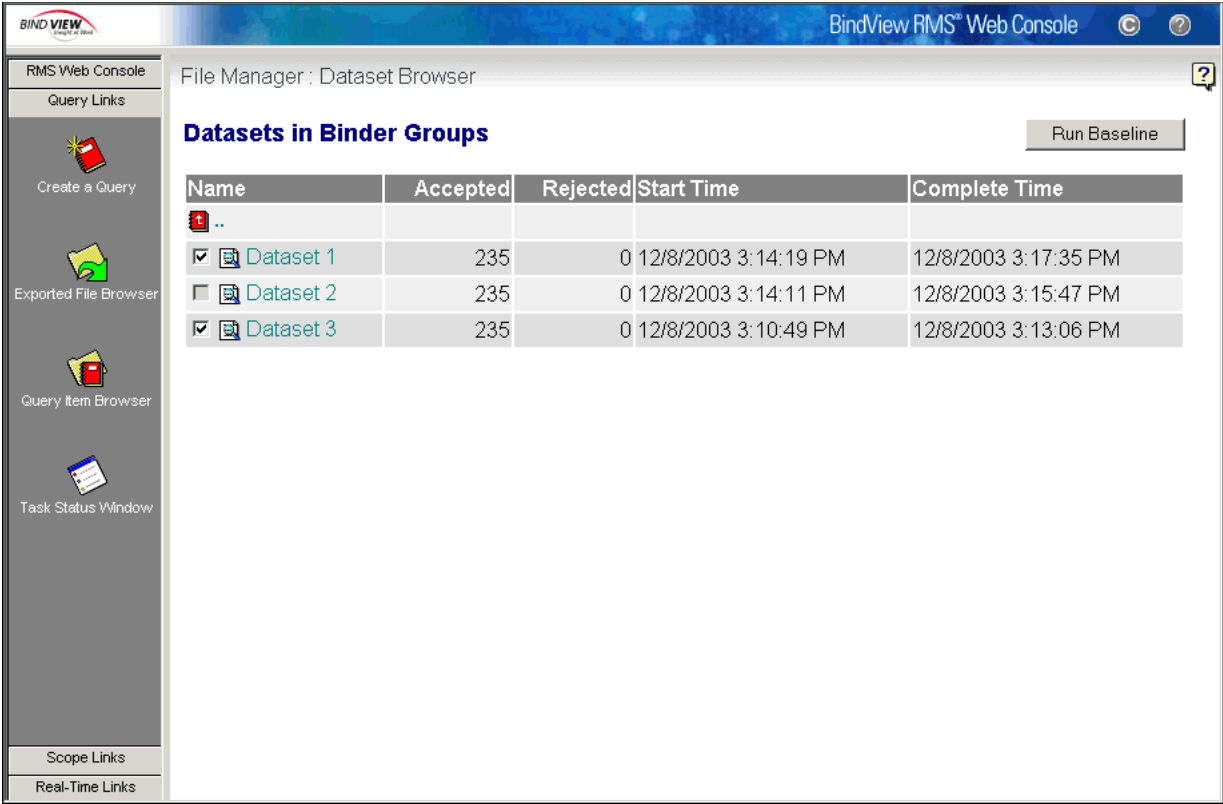 BIND VIEW
Insight at Work
BindView RMS® Web Console
©
?
RMS Web Console
Query Links
Create a Query
Exported File Browser
Query Item Browser
Task Status Window
Scope Links
Real-Time Links
File Manager : Dataset Browser
?
Datasets in Binder Groups
Run Baseline
Name Accepted Rejected Start Time Complete Time
..
Dataset 1 235 0 12/8/2003 3:14:19 PM 12/8/2003 3:17:35 PM
Dataset 2 235 0 12/8/2003 3:14:11 PM 12/8/2003 3:15:47 PM
Dataset 3 235 0 12/8/2003 3:10:49 PM 12/8/2003 3:13:06 PM